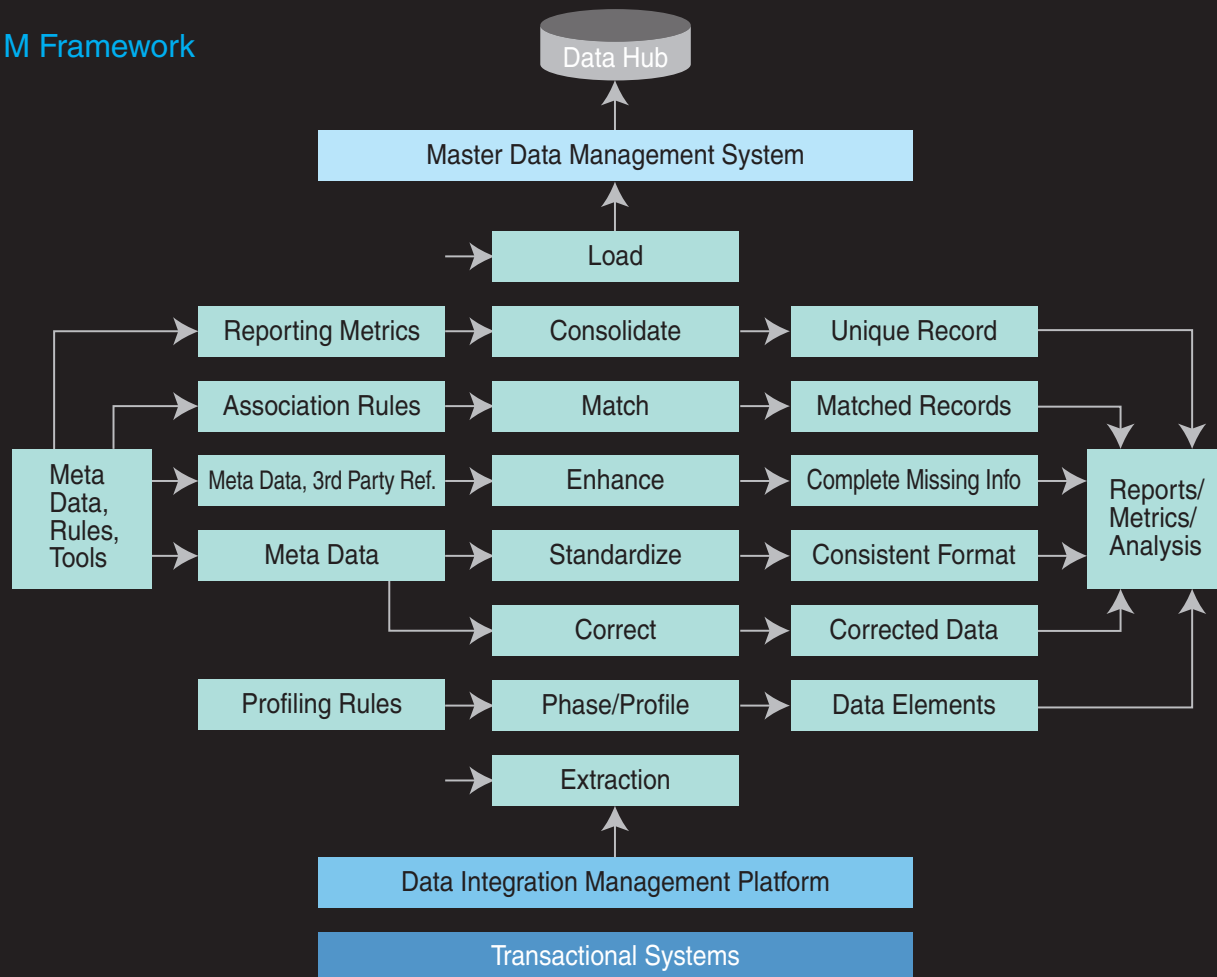 M Framework
Data Hub
Master Data Management System
Load
Reporting Metrics
Consolidate
Unique Record
Association Rules
Match
Matched Records
Meta
Data,
Rules,
Tools
Meta Data, 3rd Party Ref.
Enhance
Complete Missing Info
Reports/
Metrics/
Analysis
Meta Data
Standardize
Consistent Format
Correct
Corrected Data
Profiling Rules
Phase/Profile
Data Elements
Extraction
Data Integration Management Platform
Transactional Systems